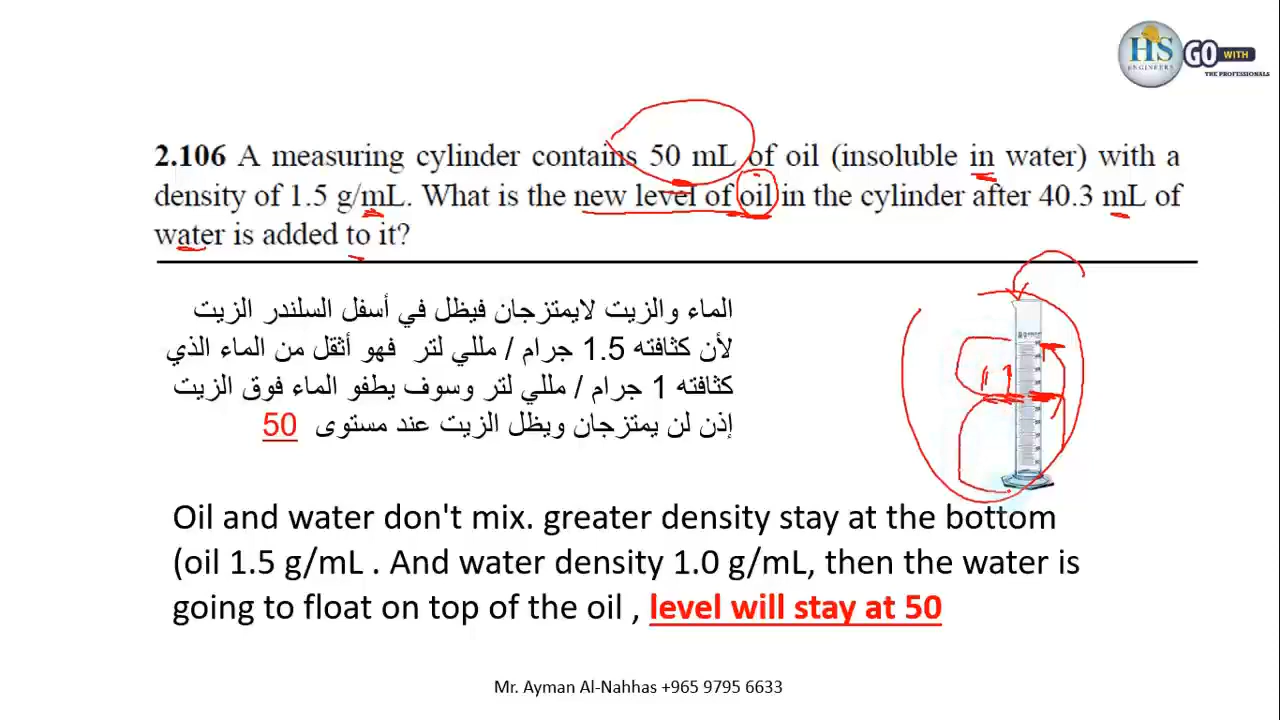 HS
ENGINEERS
GO WITH
THE PROFESSIONALS
2.106 A measuring cylinder contains 50 mL of oil (insoluble in water) with a
density of 1.5 g/mL. What is the new level of oil in the cylinder after 40.3 mL of
water is added to it?
الماء والزيت لايمتزجان فيظل في أسفل السلندر الزيت
لأن كثافته 1.5 جرام / مللي لتر فهو أثقل من الماء الذي
كثافته 1 جرام / مللي لتر وسوف يطفو الماء فوق الزيت
إذن لن يمتزجان ويظل الزيت عند مستوى 50
Oil and water don't mix. greater density stay at the bottom
(oil 1.5 g/mL . And water density 1.0 g/mL, then the water is
going to float on top of the oil , level will stay at 50
Mr. Ayman Al-Nahhas +965 9795 6633